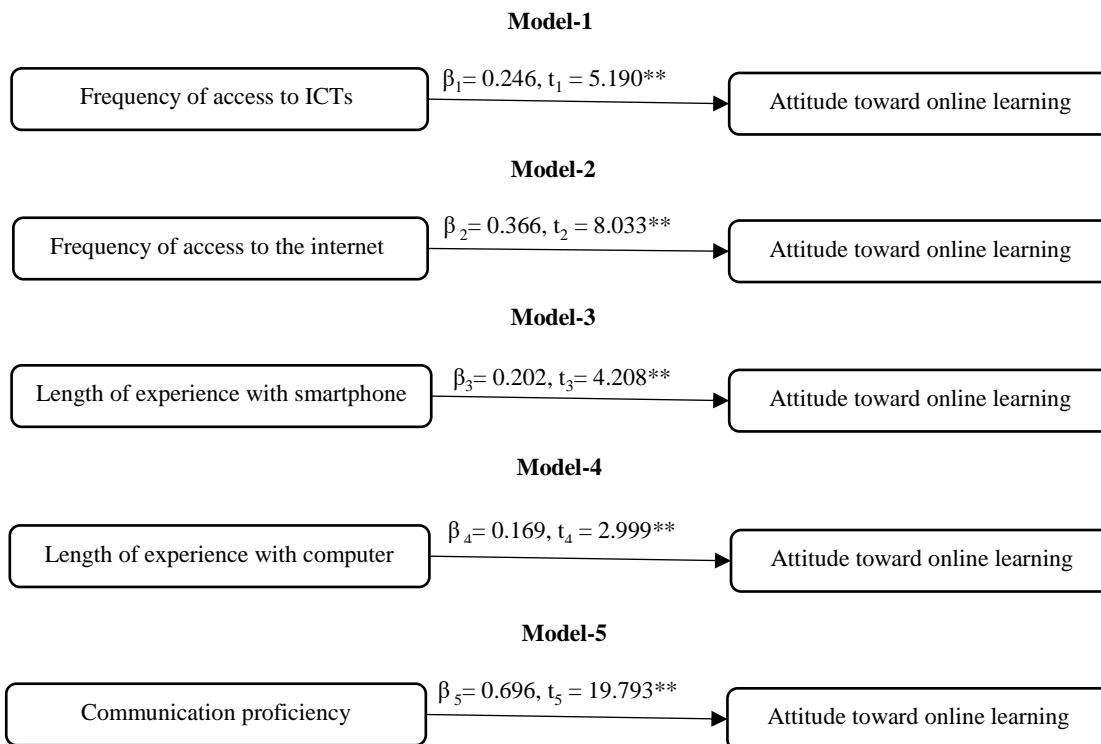 Model-1
β₁= 0.246, t₁ = 5.190**
Frequency of access to ICTs
Attitude toward online learning
Model-2
β ₂= 0.366, t₂ = 8.033**
Frequency of access to the internet
Attitude toward online learning
Model-3
β₃= 0.202, t₃= 4.208**
Length of experience with smartphone
Attitude toward online learning
Model-4
β ₄= 0.169, t₄ = 2.999**
Length of experience with computer
Attitude toward online learning
Model-5
β ₅= 0.696, t₅ = 19.793**
Communication proficiency
Attitude toward online learning